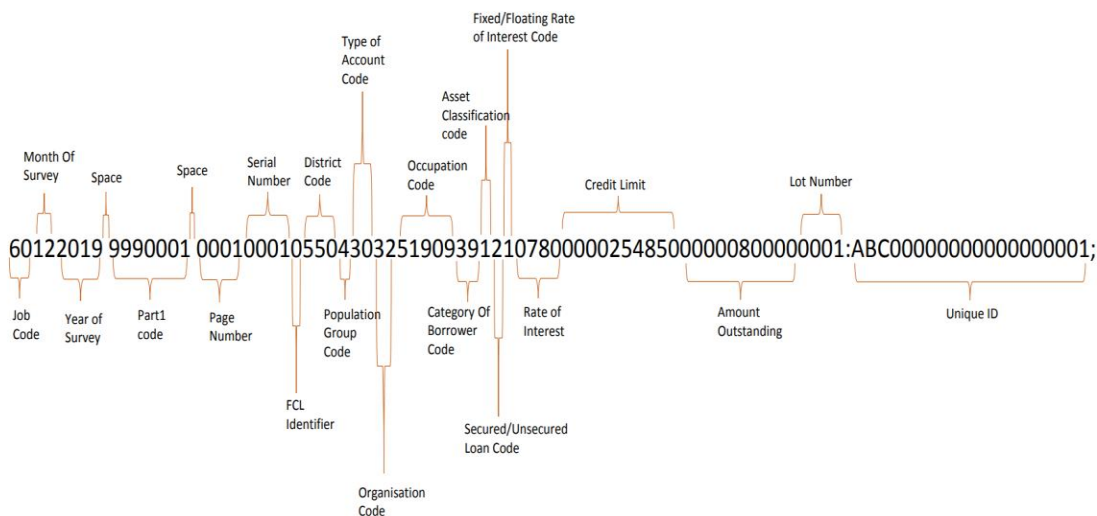 Fixed/Floating Rate
of Interest Code
Type of
Account
Code
Asset
Classification
code
Month Of
Survey
Space
Space
Serial
Number
District
Code
Occupation
Code
Credit Limit
Lot Number
60122019 9990001 0001000105550430325190939121078000002548500000080​0000001:ABC00000000000000001;
Job
Code
Year of
Survey
Part1
code
Page
Number
Population
Group
Code
Category Of
Borrower
Code
Rate of
Interest
Amount
Outstanding
Unique ID
FCL
Identifier
Secured/Unsecured
Loan Code
Organisation
Code